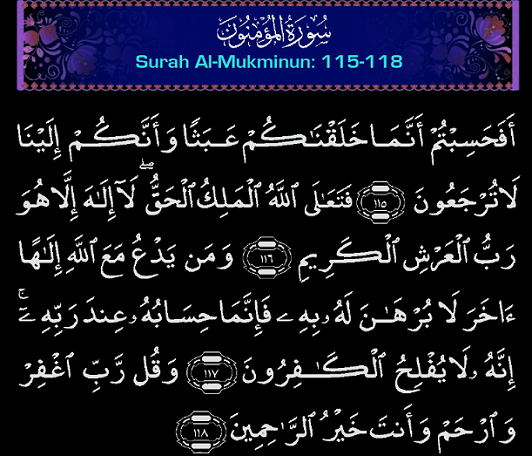 سُورَةُ الْمُؤْمِنُونَ
Surah Al-Mukminun: 115-118
أَفَحَسِبْتُمْ أَنَّمَا خَلَقْنَٰكُمْ عَبَثًا وَأَنَّكُمْ إِلَيْنَا
لَا تُرْجَعُونَ ١١٥ فَتَعَٰلَى ٱللَّهُ ٱلْمَلِكُ ٱلْحَقُّ ۖ لَآ إِلَٰهَ إِلَّا هُوَ
رَبُّ ٱلْعَرْشِ ٱلْكَرِيمِ ١١٦ وَمَن يَدْعُ مَعَ ٱللَّهِ إِلَٰهًا
ءَاخَرَ لَا بُرْهَٰنَ لَهُۥ بِهِۦ فَإِنَّمَا حِسَابُهُۥ عِندَ رَبِّهِۦٓ ۚ
إِنَّهُۥ لَا يُفْلِحُ ٱلْكَٰفِرُونَ ١١٧ وَقُل رَّبِّ ٱغْفِرْ
وَٱرْحَمْ وَأَنتَ خَيْرُ ٱلرَّٰحِمِينَ ١١٨